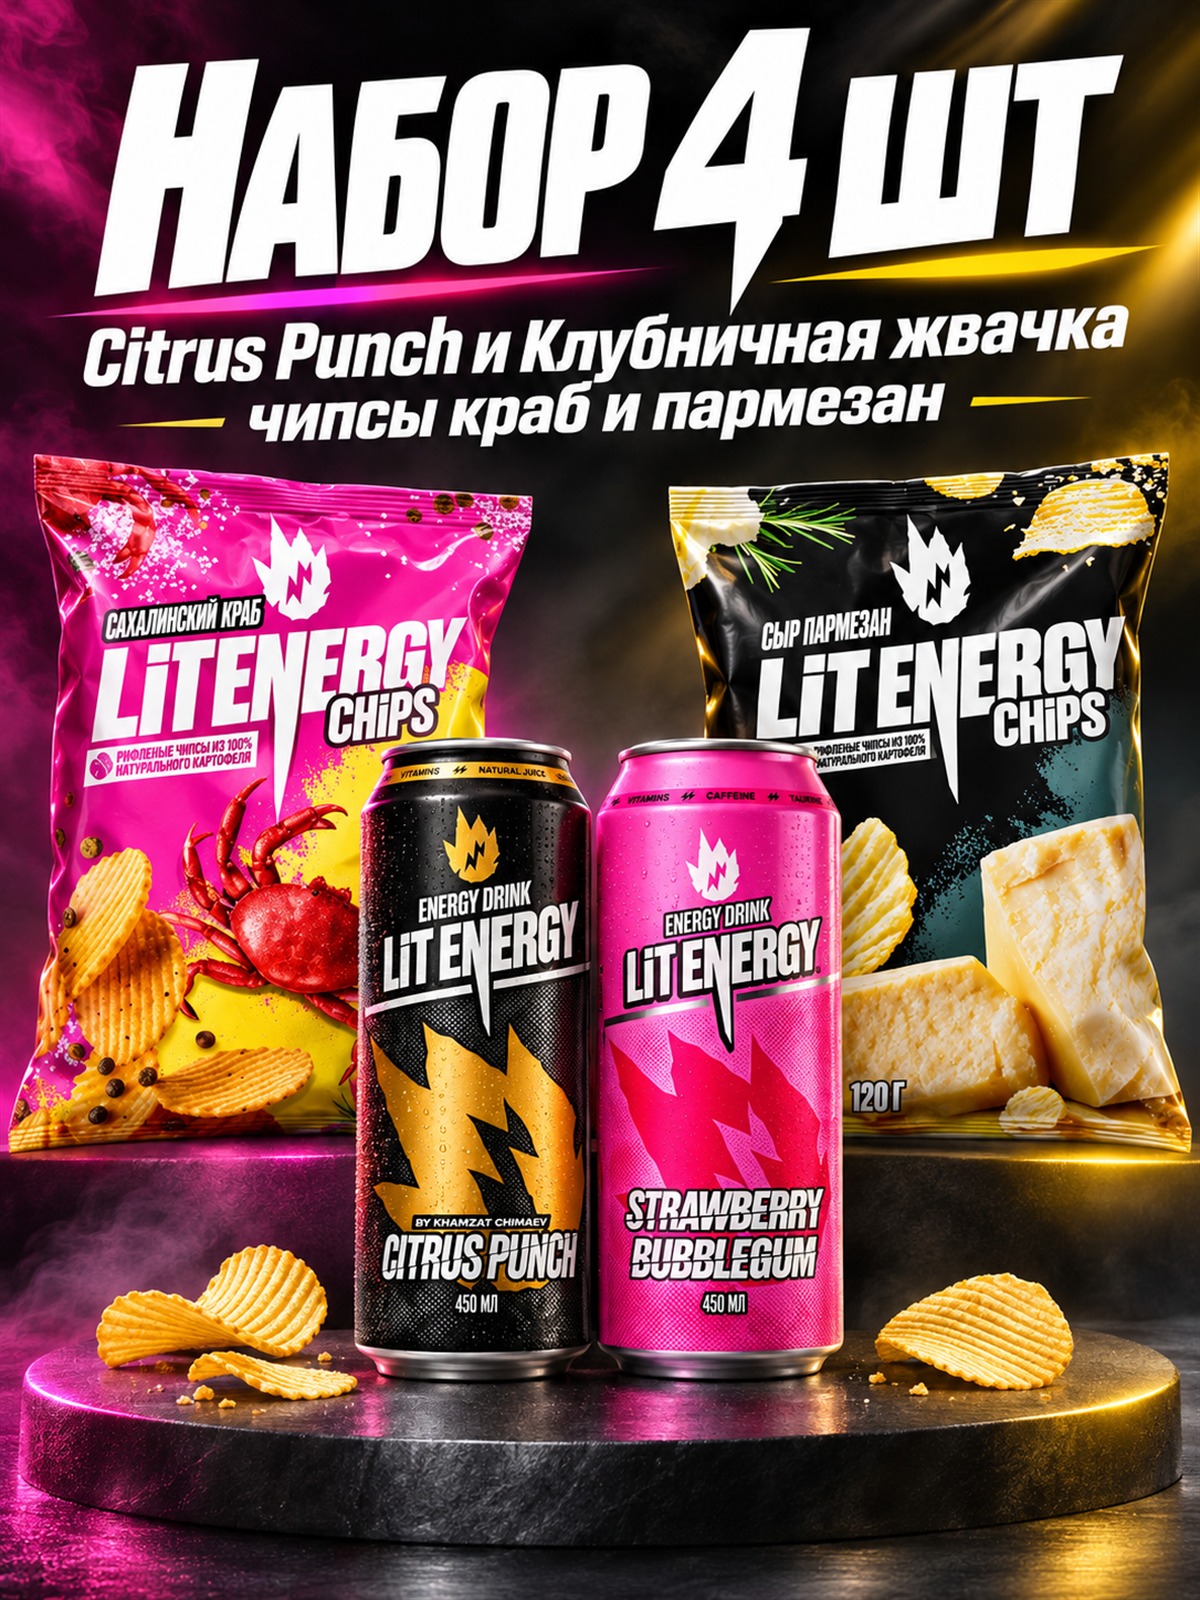 НАБОР 4 ШТ
Citrus Punch и Клубничная жвачка
чипсы краб и пармезан
САХАЛИНСКИЙ КРАБ
LIT ENERGY
CHIPS
РИФЛЕНЫЕ ЧИПСЫ ИЗ 100%
НАТУРАЛЬНОГО КАРТОФЕЛЯ
СЫР ПАРМЕЗАН
LIT ENERGY
CHIPS
РИФЛЕНЫЕ ЧИПСЫ ИЗ 100%
НАТУРАЛЬНОГО КАРТОФЕЛЯ
120 Г
VITAMINS NATURAL JUICE
ENERGY DRINK
LIT ENERGY
BY KHAMZAT CHIMAEV
CITRUS PUNCH
450 МЛ
VITAMINS CAFFEINE TAURINE
ENERGY DRINK
LIT ENERGY
STRAWBERRY
BUBBLEGUM
450 МЛ